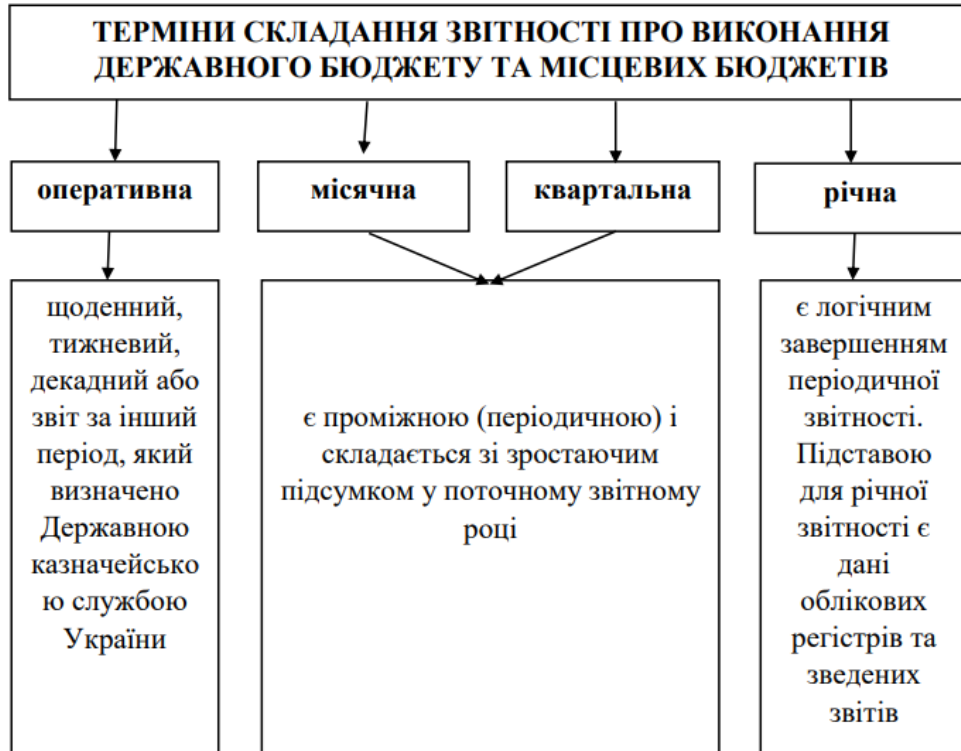 ТЕРМІНИ СКЛАДАННЯ ЗВІТНОСТІ ПРО ВИКОНАННЯ
ДЕРЖАВНОГО БЮДЖЕТУ ТА МІСЦЕВИХ БЮДЖЕТІВ
оперативна
місячна
квартальна
річна
щоденний,
тижневий,
декадний або
звіт за інший
період, який
визначено
Державною
казначейсько
ю службою
України
є проміжною (періодичною) і
складається зі зростаючим
підсумком у поточному звітному
році
є логічним
завершенням
періодичної
звітності.
Підставою
для річної
звітності є
дані
облікових
регістрів та
зведених
звітів